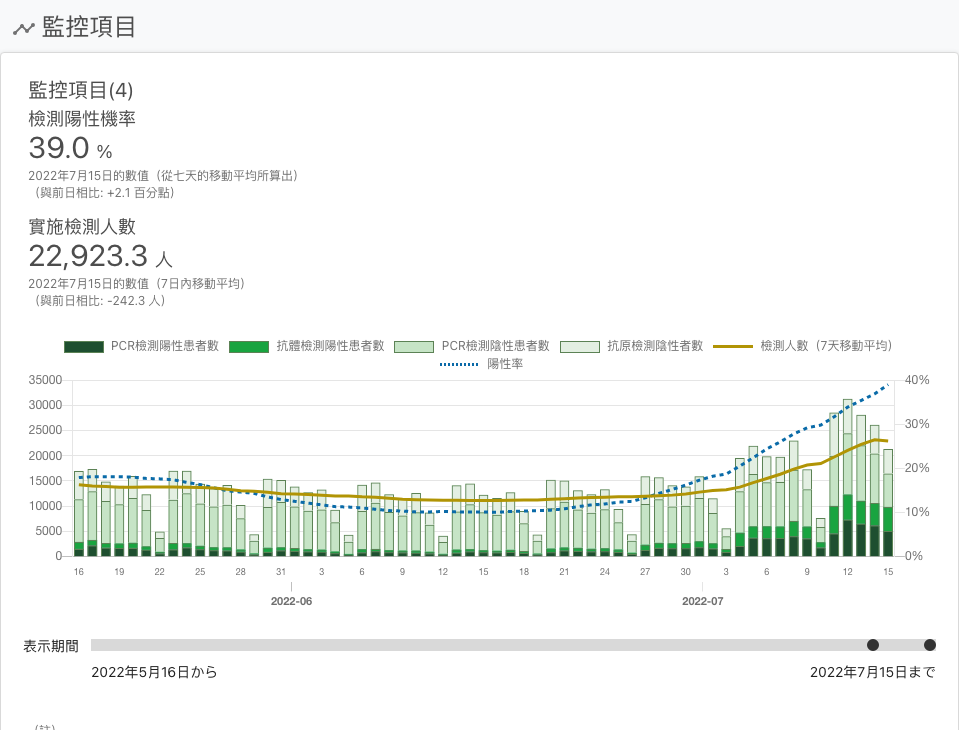 監控項目
監控項目(4)
檢測陽性機率
39.0 %
2022年7月15日的數值（從七天的移動平均所算出）
（與前日相比: +2.1 百分點）
實施檢測人數
22,923.3 人
2022年7月15日的數值（7日內移動平均）
（與前日相比: -242.3 人）
PCR檢測陽性患者數 抗體檢測陽性患者數 PCR檢測陰性患者數 抗原檢測陰性者數 檢測人數（7天移動平均）
陽性率
35000 40%
30000
30%
25000
20000
20%
15000
10000 10%
5000
0 0%
16 19 22 25 28 31 3 6 9 12 15 18 21 24 27 30 3 6 9 12 15
2022-06 2022-07
表示期間
2022年5月16日から 2022年7月15日まで
（註）